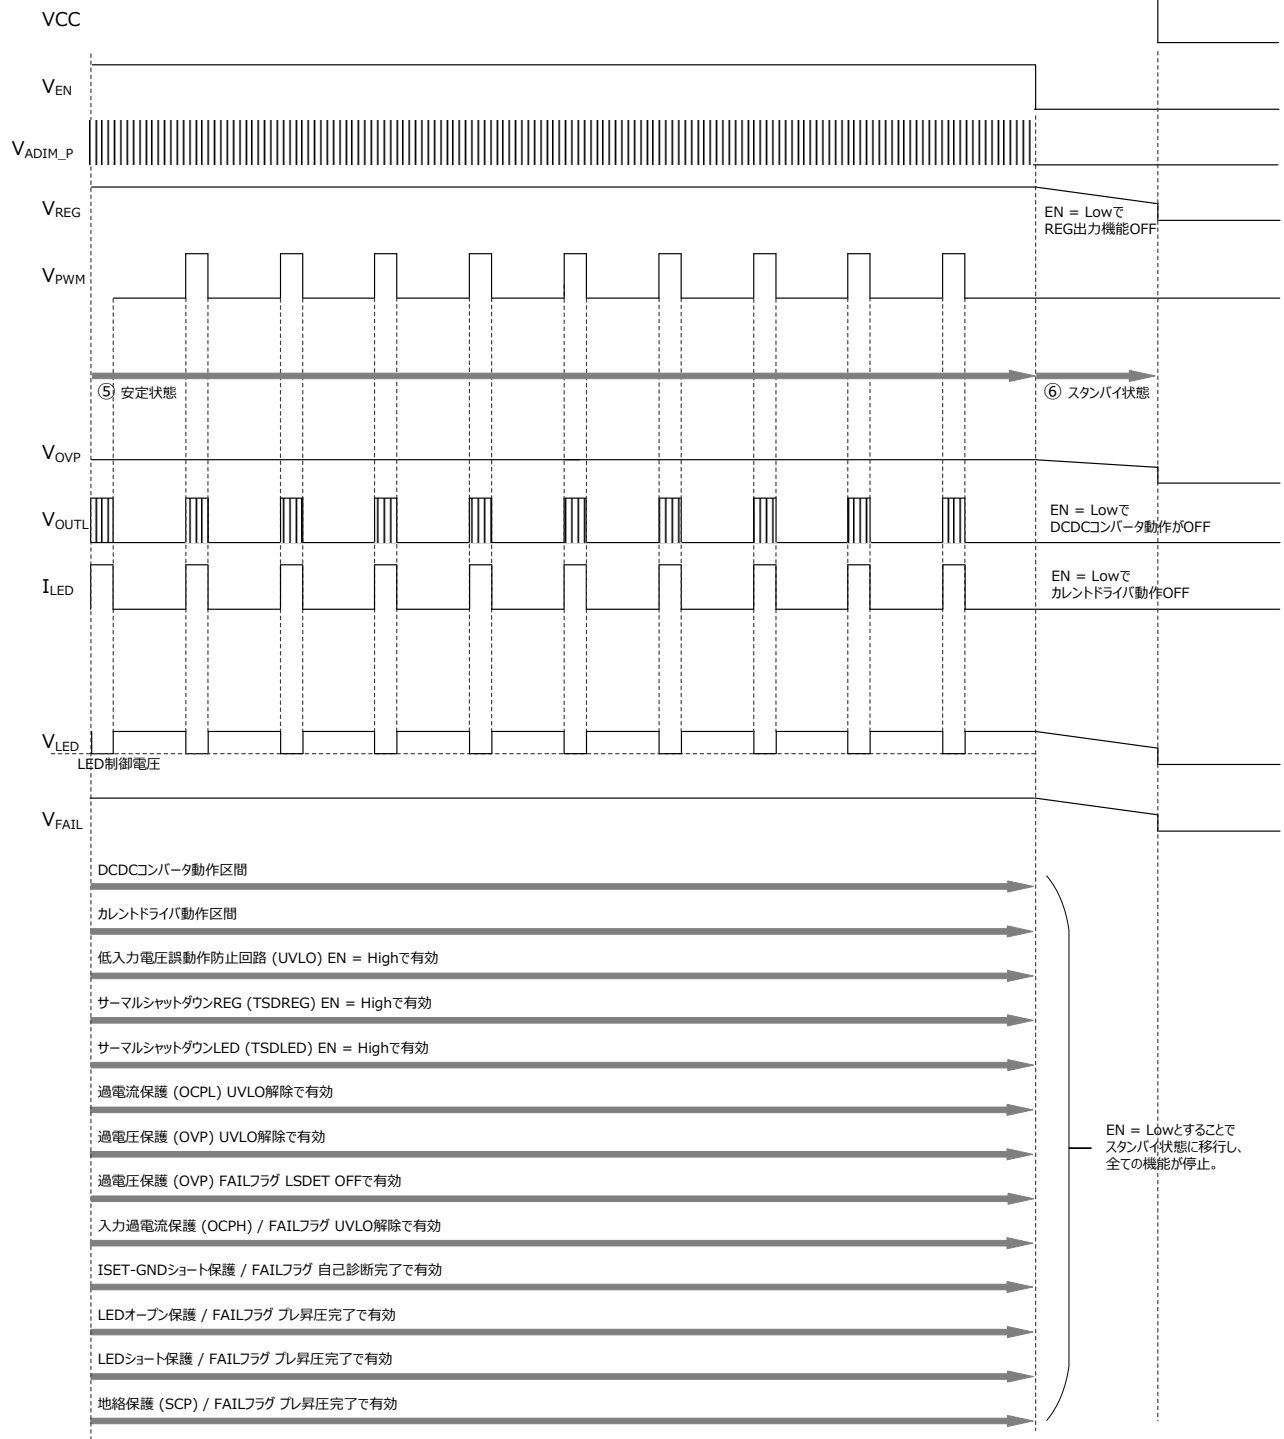 VCC
VEN
VADIM_P
VREG
EN = Lowで
REG出力機能OFF
VPWM
⑤ 安定状態
⑥ スタンバイ状態
VOVP
VOUTL
EN = Lowで
DCDCコンバータ動作がOFF
ILED
EN = Lowで
カレントドライバ動作OFF
VLED
LED制御電圧
VFAIL
DCDCコンバータ動作区間
カレントドライバ動作区間
低入力電圧誤動作防止回路 (UVLO) EN = Highで有効
サーマルシャットダウンREG (TSDREG) EN = Highで有効
サーマルシャットダウンLED (TSDLED) EN = Highで有効
過電流保護 (OCPL) UVLO解除で有効
過電圧保護 (OVP) UVLO解除で有効
過電圧保護 (OVP) FAILフラグ LSDET OFFで有効
入力過電流保護 (OCPH) / FAILフラグ UVLO解除で有効
ISET-GNDショート保護 / FAILフラグ 自己診断完了で有効
LEDオープン保護 / FAILフラグ プレ昇圧完了で有効
LEDショート保護 / FAILフラグ プレ昇圧完了で有効
地絡保護 (SCP) / FAILフラグ プレ昇圧完了で有効
EN = Lowとすることで
スタンバイ状態に移行し、
全ての機能が停止。